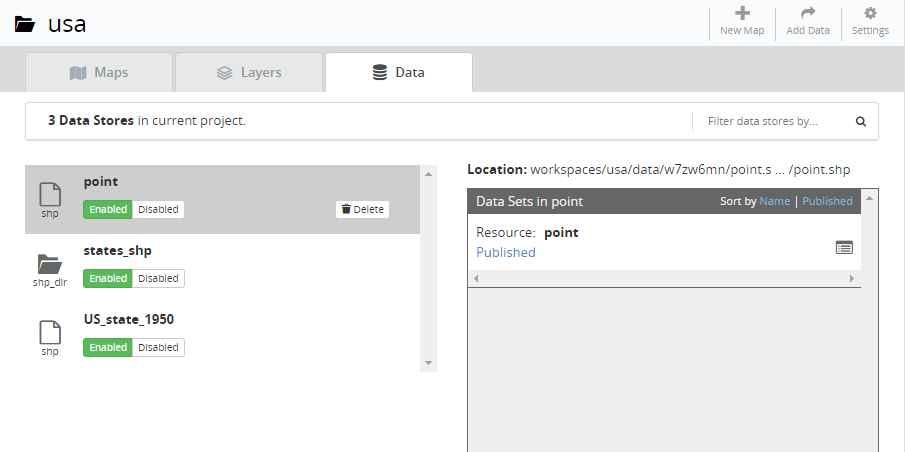 usa
New Map
Add Data
Settings
Maps
Layers
Data
3 Data Stores in current project.
Filter data stores by...
point
shp
Enabled Disabled
Delete
states_shp
shp_dir
Enabled Disabled
US_state_1950
shp
Enabled Disabled
Location: workspaces/usa/data/w7zw6mn/point.s ... /point.shp
Data Sets in point
Sort by Name | Published
Resource: point
Published